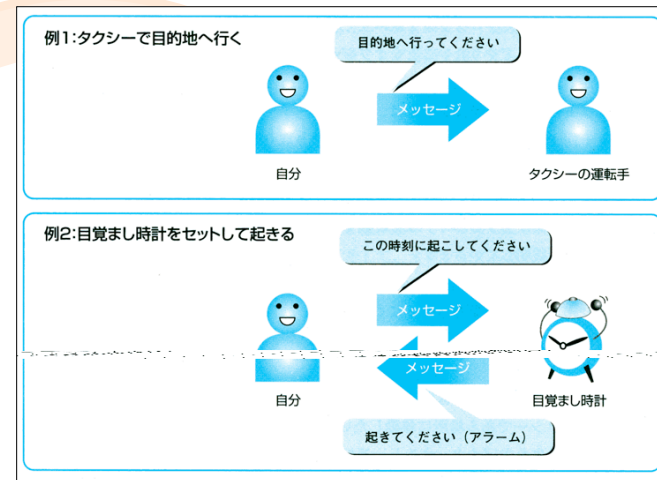 例1:タクシーで目的地へ行く
目的地へ行ってください
メッセージ
自分
タクシーの運転手
例2:目覚まし時計をセットして起きる
この時刻に起こしてください
メッセージ
メッセージ
自分
目覚まし時計
起きてください（アラーム）